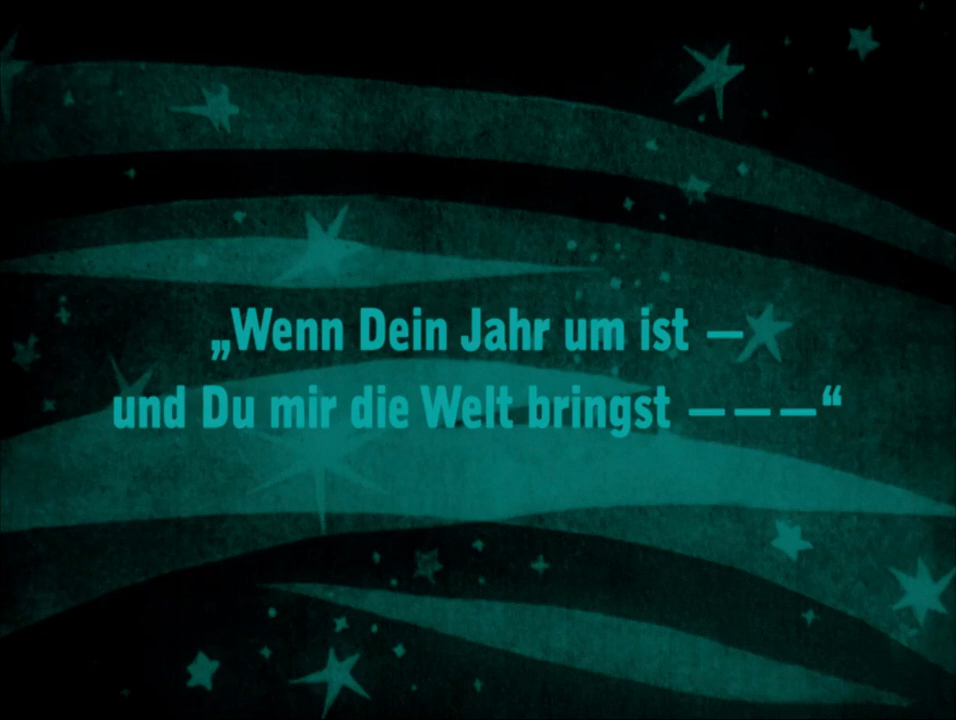 „Wenn Dein Jahr um ist —
und Du mir die Welt bringst — — —“